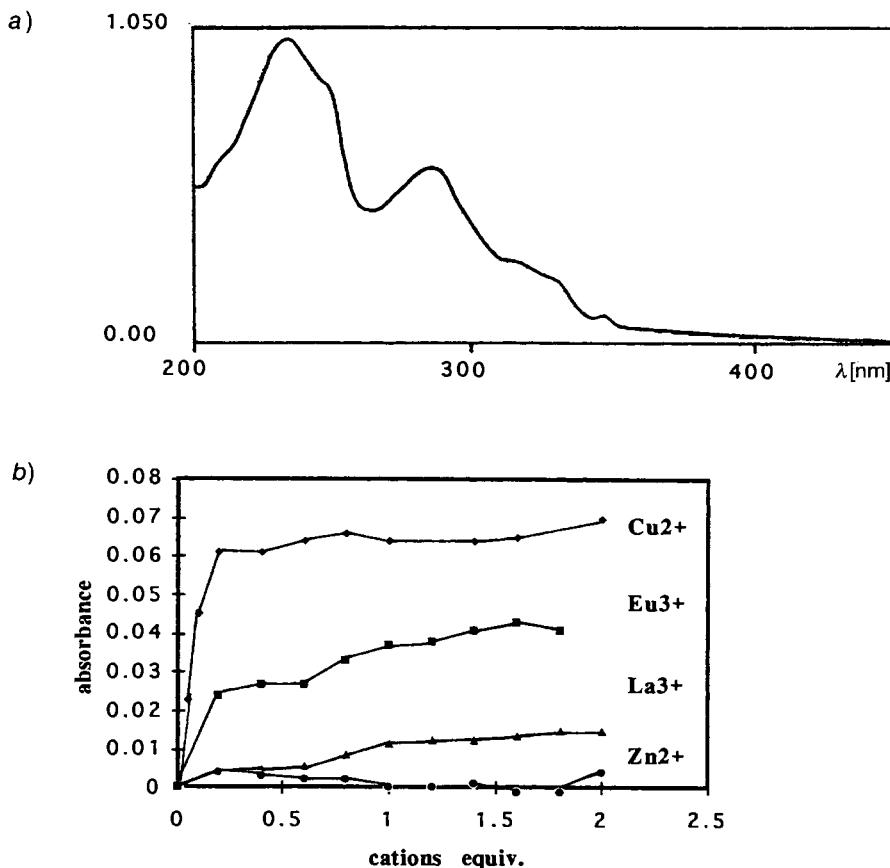 a)
1.050
0.00
200 300 400 λ[nm]
b)
0.08
0.07
0.06
0.05
0.04
0.03
0.02
0.01
0
absorbance
Cu2+
Eu3+
La3+
Zn2+
0 0.5 1 1.5 2 2.5
cations equiv.